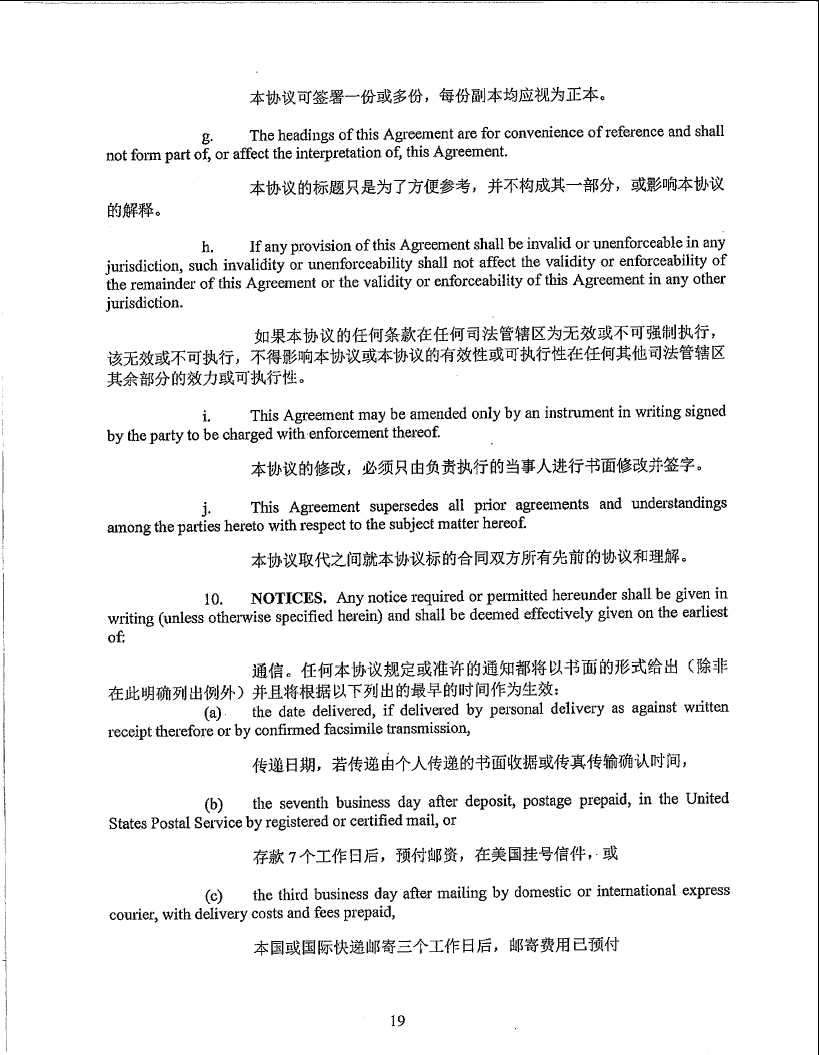 本协议可签署一份或多份，每份副本均应视为正本。
g. The headings of this Agreement are for convenience of reference and shall
not form part of, or affect the interpretation of, this Agreement.
本协议的标题只是为了方便参考，并不构成其一部分，或影响本协议
的解释。
h. If any provision of this Agreement shall be invalid or unenforceable in any
jurisdiction, such invalidity or unenforceability shall not affect the validity or enforceability of
the remainder of this Agreement or the validity or enforceability of this Agreement in any other
jurisdiction.
如果本协议的任何条款在任何司法管辖区为无效或不可强制执行，
该无效或不可执行，不得影响本协议或本协议的有效性或可执行性在任何其他司法管辖区
其余部分的效力或可执行性。
i. This Agreement may be amended only by an instrument in writing signed
by the party to be charged with enforcement thereof.
本协议的修改，必须只由负责执行的当事人进行书面修改并签字。
j. This Agreement supersedes all prior agreements and understandings
among the parties hereto with respect to the subject matter hereof.
本协议取代之间就本协议标的合同双方所有先前的协议和理解。
10. NOTICES. Any notice required or permitted hereunder shall be given in
writing (unless otherwise specified herein) and shall be deemed effectively given on the earliest
of:
通信。任何本协议规定或准许的通知都将以书面的形式给出（除非
在此明确列出例外）并且将根据以下列出的最早的时间作为生效：
(a) the date delivered, if delivered by personal delivery as against written
receipt therefore or by confirmed facsimile transmission,
传递日期，若传递由个人传递的书面收据或传真传输确认时间，
(b) the seventh business day after deposit, postage prepaid, in the United
States Postal Service by registered or certified mail, or
存款 7 个工作日后，预付邮资，在美国挂号信件，或
(c) the third business day after mailing by domestic or international express
courier, with delivery costs and fees prepaid,
本国或国际快递邮寄三个工作日后，邮寄费用已预付
19